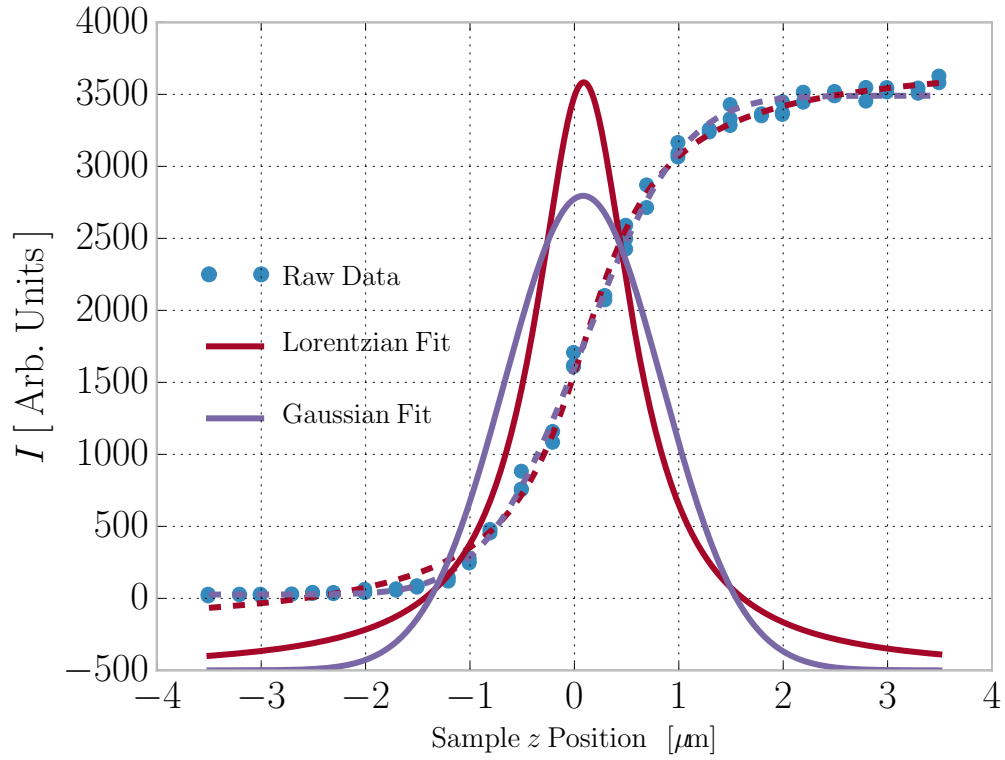 4000
3500
3000
2500
2000
1500
1000
500
0
−500
−4 −3 −2 −1 0 1 2 3 4
I [ Arb. Units ]
Sample z Position [μm]
Raw Data
Lorentzian Fit
Gaussian Fit